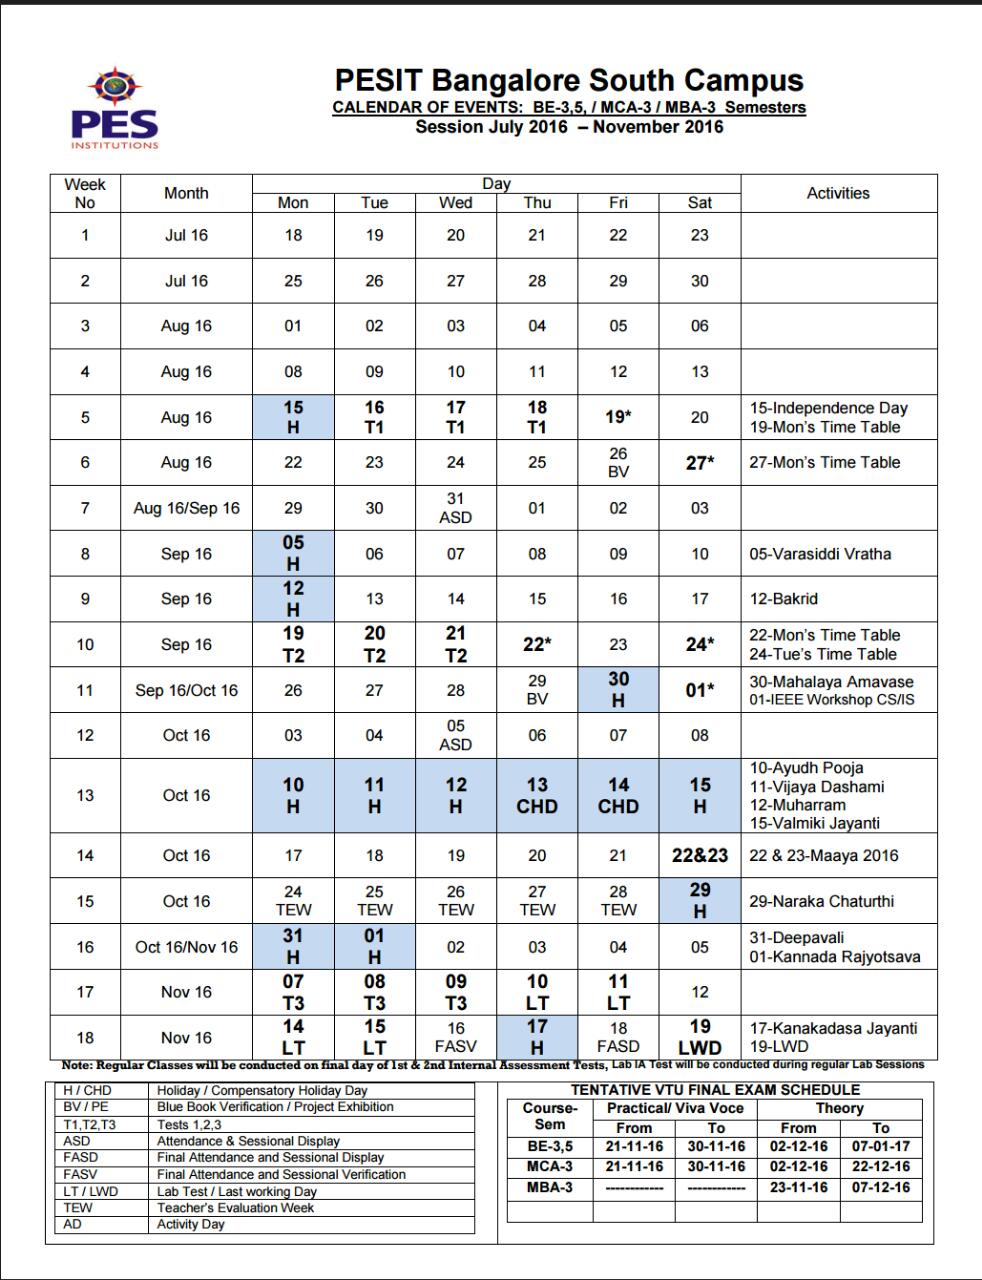 PES
INSTITUTIONS
PESIT Bangalore South Campus
CALENDAR OF EVENTS: BE-3,5, / MCA-3 / MBA-3 Semesters
Session July 2016 – November 2016
Week No Month Day Activities
Mon Tue Wed Thu Fri Sat
1 Jul 16 18 19 20 21 22 23
2 Jul 16 25 26 27 28 29 30
3 Aug 16 01 02 03 04 05 06
4 Aug 16 08 09 10 11 12 13
5 Aug 16 15 H 16 T1 17 T1 18 T1 19* 20 15-Independence Day
19-Mon's Time Table
6 Aug 16 22 23 24 25 26 BV 27* 27-Mon's Time Table
7 Aug 16/Sep 16 29 30 31 ASD 01 02 03
8 Sep 16 05 H 06 07 08 09 10 05-Varasiddi Vratha
9 Sep 16 12 H 13 14 15 16 17 12-Bakrid
10 Sep 16 19 T2 20 T2 21 T2 22* 23 24* 22-Mon's Time Table
24-Tue's Time Table
11 Sep 16/Oct 16 26 27 28 29 BV 30 H 01* 30-Mahalaya Amavase
01-IEEE Workshop CS/IS
12 Oct 16 03 04 05 ASD 06 07 08
13 Oct 16 10 H 11 H 12 H 13 CHD 14 CHD 15 H 10-Ayudh Pooja
11-Vijaya Dashami
12-Muharram
15-Valmiki Jayanti
14 Oct 16 17 18 19 20 21 22&23 22 & 23-Maaya 2016
15 Oct 16 24 TEW 25 TEW 26 TEW 27 TEW 28 TEW 29 H 29-Naraka Chaturthi
16 Oct 16/Nov 16 31 H 01 H 02 03 04 05 31-Deepavali
01-Kannada Rajyotsava
17 Nov 16 07 T3 08 T3 09 T3 10 LT 11 LT 12
18 Nov 16 14 LT 15 LT 16 FASV 17 H 18 FASD 19 LWD 17-Kanakadasa Jayanti
19-LWD
Note: Regular Classes will be conducted on final day of 1st & 2nd Internal Assessment Tests, Lab IA Test will be conducted during regular Lab Sessions
H / CHD Holiday / Compensatory Holiday Day
BV / PE Blue Book Verification / Project Exhibition
T1,T2,T3 Tests 1,2,3
ASD Attendance & Sessional Display
FASD Final Attendance and Sessional Display
FASV Final Attendance and Sessional Verification
LT / LWD Lab Test / Last working Day
TEW Teacher's Evaluation Week
AD Activity Day
TENTATIVE VTU FINAL EXAM SCHEDULE
Course-Sem Practical/ Viva Voce Theory
From To From To
BE-3,5 21-11-16 30-11-16 02-12-16 07-01-17
MCA-3 21-11-16 30-11-16 02-12-16 22-12-16
MBA-3 ------------ ------------ 23-11-16 07-12-16